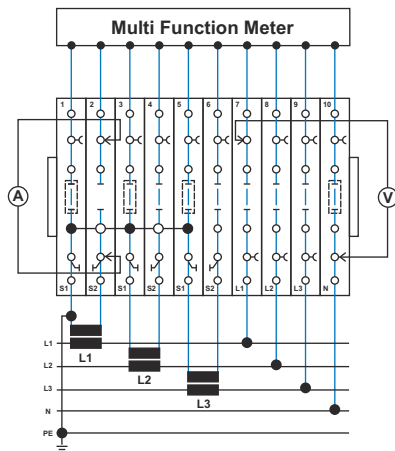 Multi Function Meter
1 2 3 4 5 6 7 8 9 10
A V
S1 S2 S1 S2 S1 S2 L1 L2 L3 N
L1
L1
L2
L2
L3
L3
N
PE